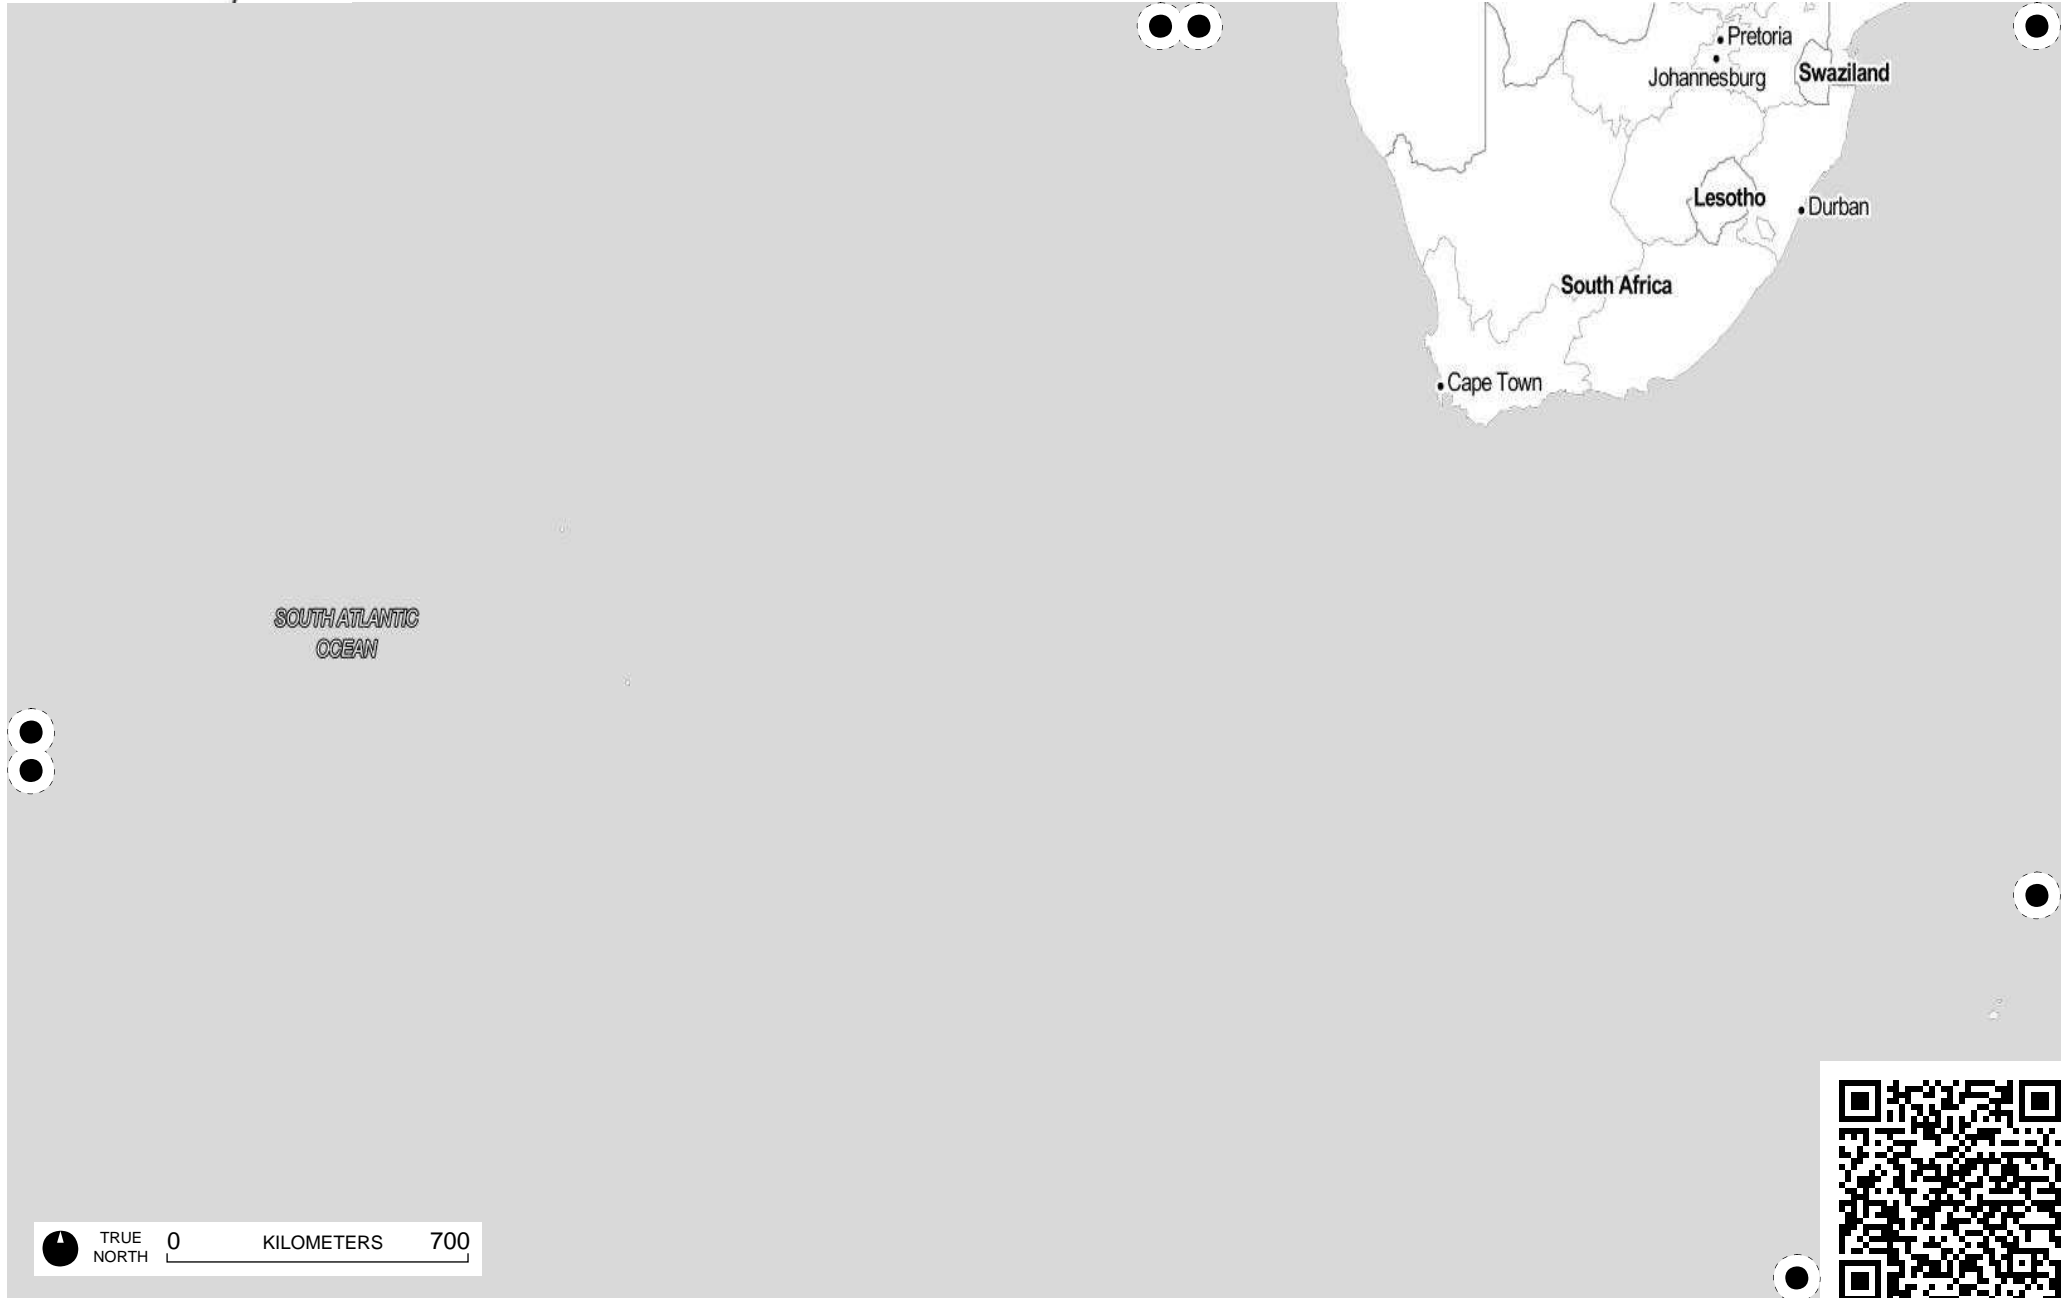 Pretoria
Johannesburg
Swaziland
Lesotho
Durban
South Africa
Cape Town
SOUTH ATLANTIC
OCEAN
TRUE
NORTH
0
KILOMETERS
700